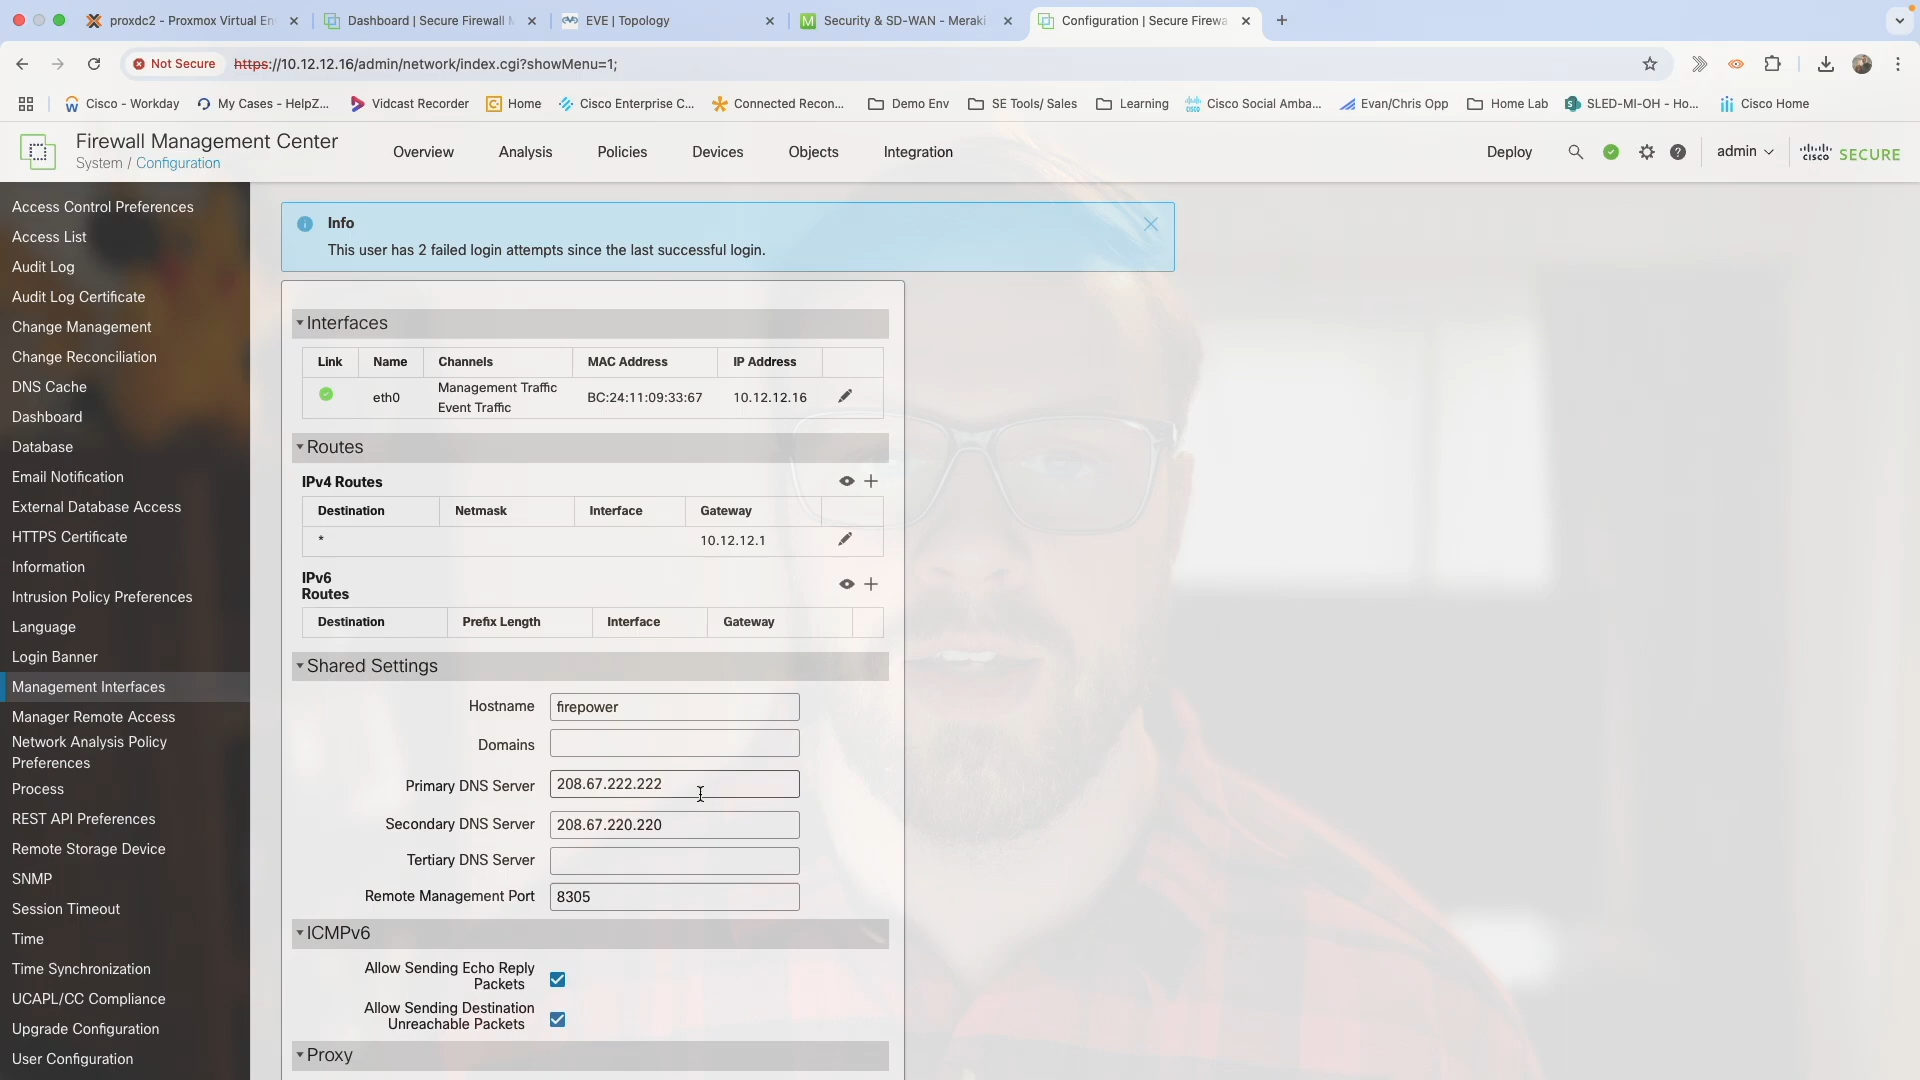 proxdc2 - Proxmox Virtual En
Dashboard | Secure Firewall M
EVE | Topology
Security & SD-WAN - Meraki
Configuration | Secure Firewa
Not Secure https://10.12.12.16/admin/network/index.cgi?showMenu=1;
Cisco - Workday
My Cases - HelpZ...
Vidcast Recorder
Home
Cisco Enterprise C...
Connected Recon...
Demo Env
SE Tools/ Sales
Learning
Cisco Social Amba...
Evan/Chris Opp
Home Lab
SLED-MI-OH - Ho...
Cisco Home
Firewall Management Center
System / Configuration
Overview
Analysis
Policies
Devices
Objects
Integration
Deploy
admin
cisco SECURE
Access Control Preferences
Access List
Audit Log
Audit Log Certificate
Change Management
Change Reconciliation
DNS Cache
Dashboard
Database
Email Notification
External Database Access
HTTPS Certificate
Information
Intrusion Policy Preferences
Language
Login Banner
Management Interfaces
Manager Remote Access
Network Analysis Policy
Preferences
Process
REST API Preferences
Remote Storage Device
SNMP
Session Timeout
Time
Time Synchronization
UCAPL/CC Compliance
Upgrade Configuration
User Configuration
Info
This user has 2 failed login attempts since the last successful login.
Interfaces
Link Name Channels MAC Address IP Address
eth0 Management Traffic Event Traffic BC:24:11:09:33:67 10.12.12.16
Routes
IPv4 Routes
Destination Netmask Interface Gateway
* 10.12.12.1
IPv6
Routes
Destination Prefix Length Interface Gateway
Shared Settings
Hostname firepower
Domains
Primary DNS Server 208.67.222.222
Secondary DNS Server 208.67.220.220
Tertiary DNS Server
Remote Management Port 8305
ICMPv6
Allow Sending Echo Reply
Packets
Allow Sending Destination
Unreachable Packets
Proxy